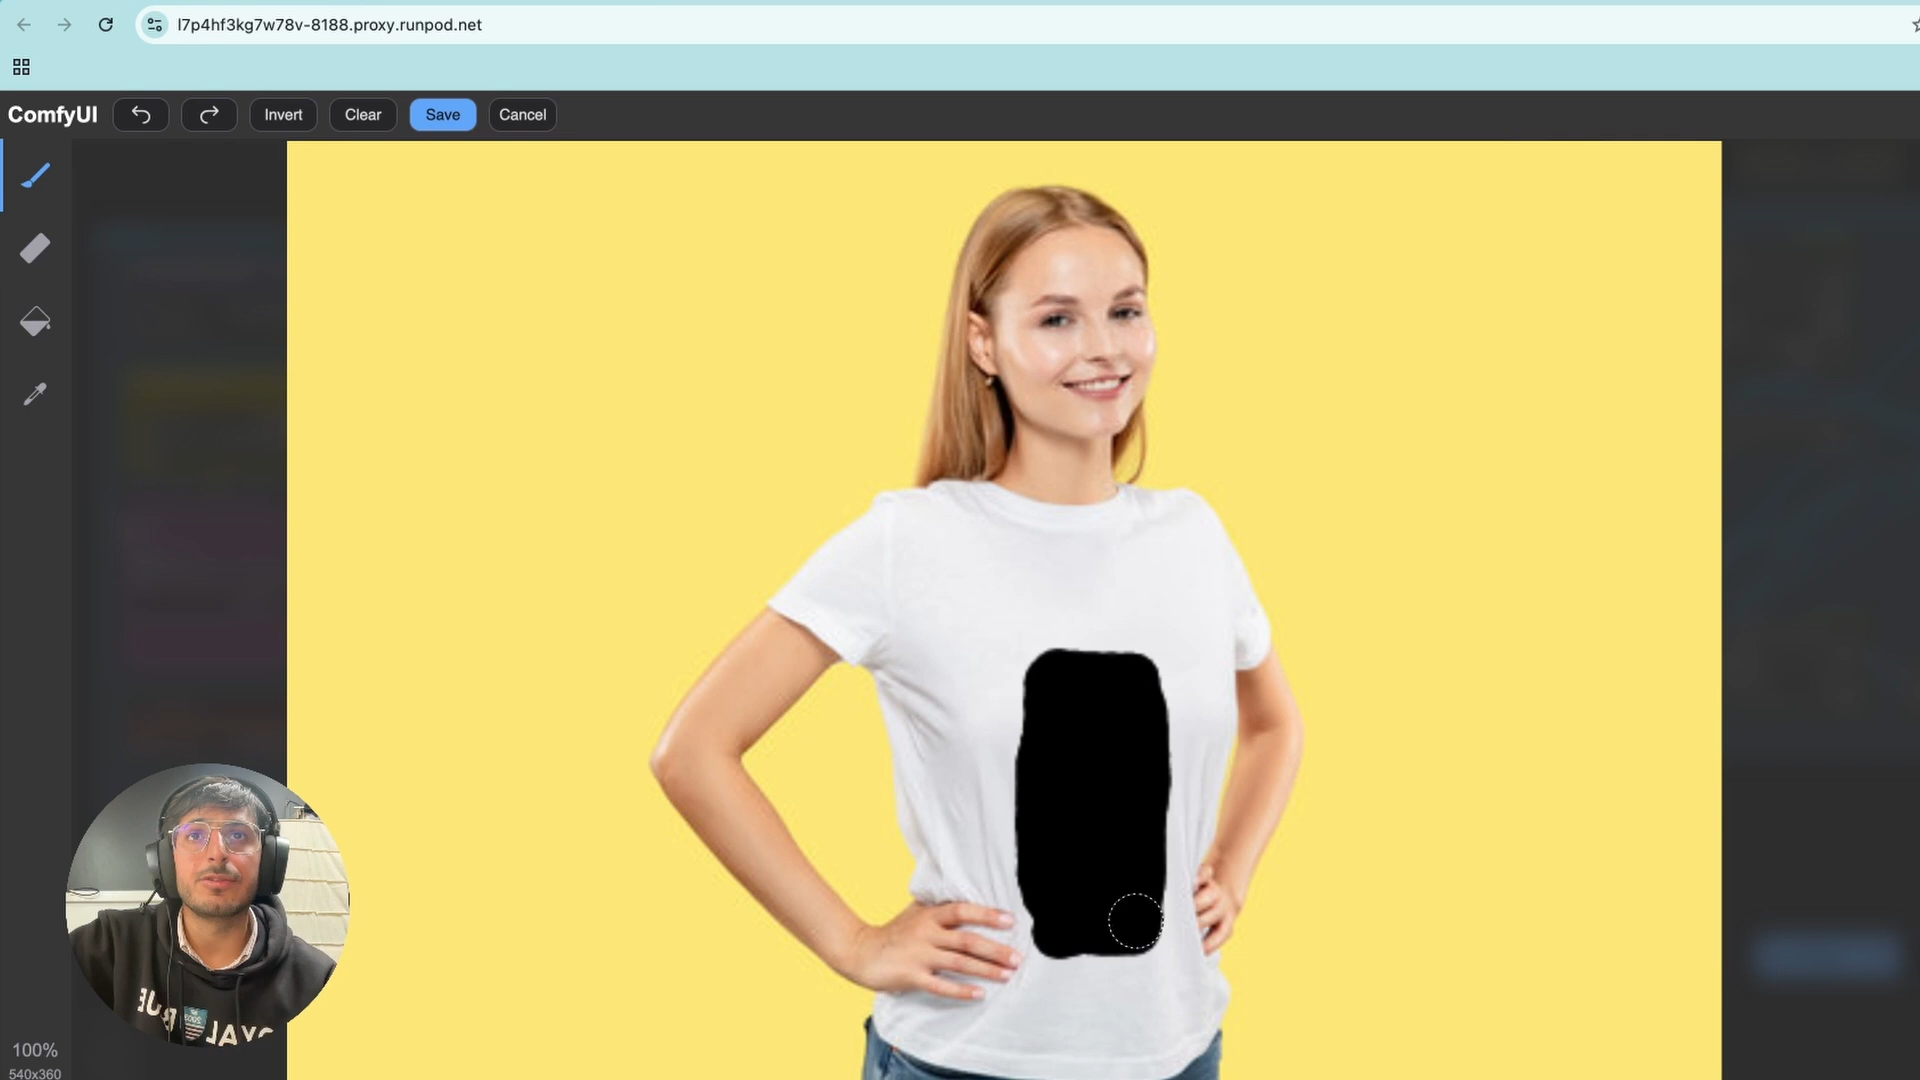 l7p4hf3kg7w78v-8188.proxy.runpod.net
ComfyUI
Invert
Clear
Save
Cancel
100%
540x360